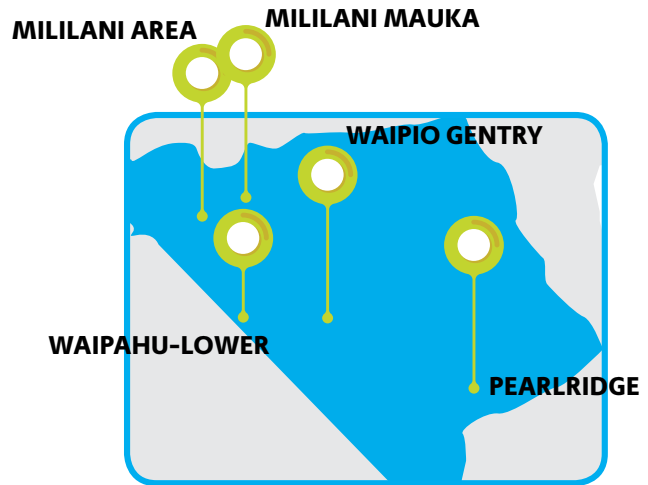 MILILANI MAUKA
MILILANI AREA
WAIPIO GENTRY
WAIPAHU-LOWER
PEARLRIDGE